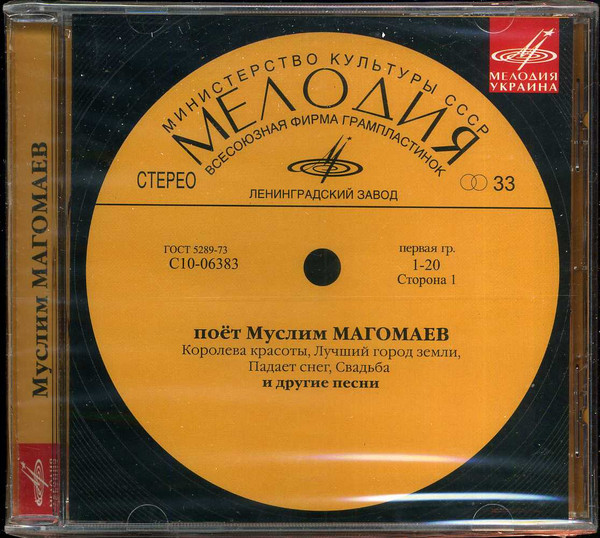 Муслим МАГОМАЕВ
МЕЛОДИЯ
МЕЛОДИЯ
УКРАИНА
МИНИСТЕРСТВО КУЛЬТУРЫ СССР
МЕЛОДИЯ
ВСЕСОЮЗНАЯ ФИРМА ГРАМПЛАСТИНОК
СТЕРЕО
33
ЛЕНИНГРАДСКИЙ ЗАВОД
ГОСТ 5289-73
С10-06383
первая гр.
1-20
Сторона 1
поёт Муслим МАГОМАЕВ
Королева красоты, Лучший город земли,
Падает снег, Свадьба
и другие песни